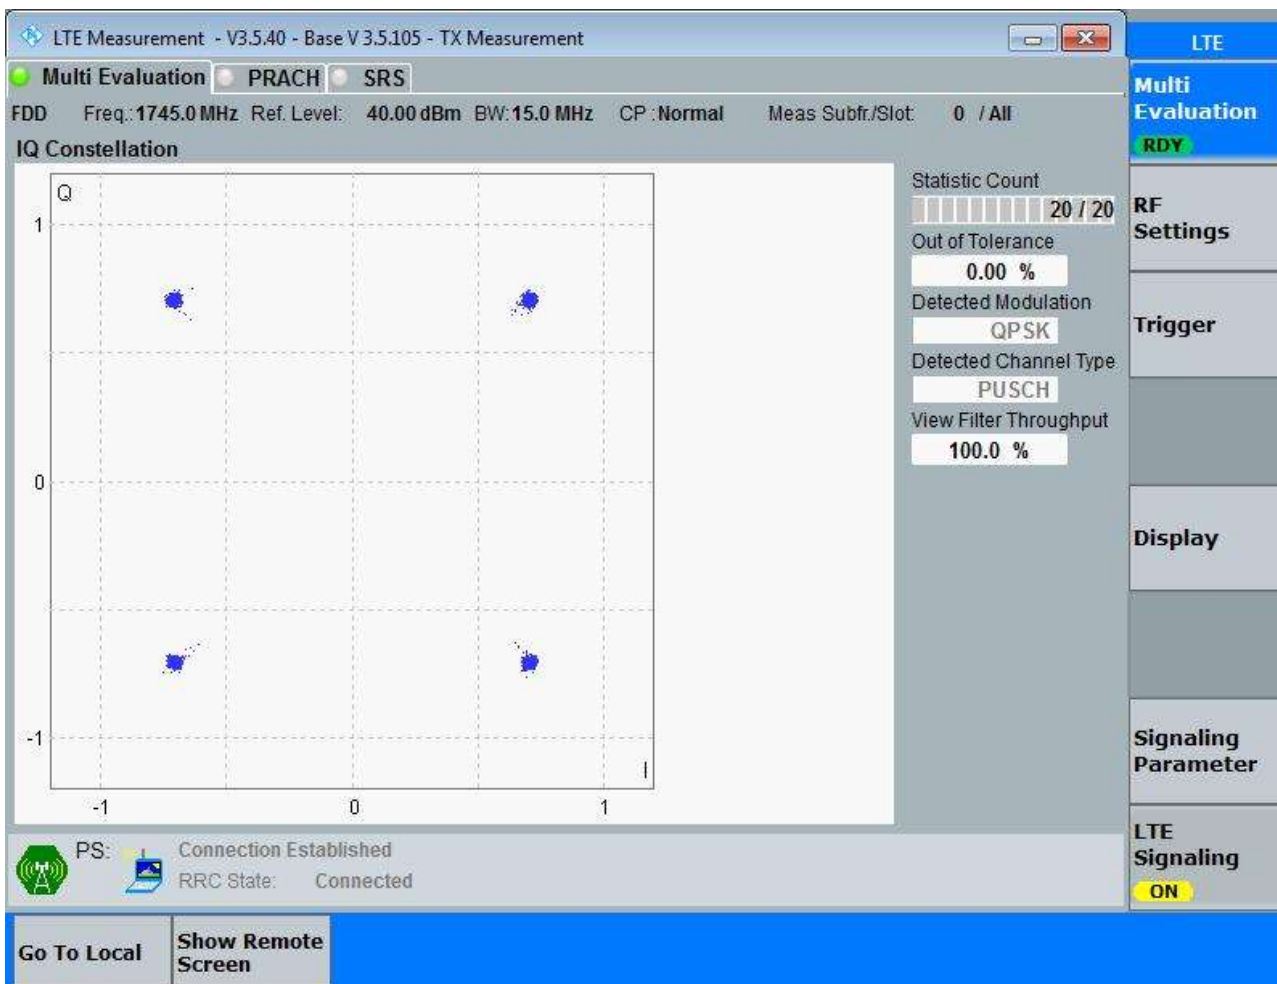 LTE Measurement - V3.5.40 - Base V 3.5.105 - TX Measurement
LTE
Multi Evaluation PRACH SRS
FDD Freq.: 1745.0 MHz Ref. Level: 40.00 dBm BW: 15.0 MHz CP : Normal Meas Subfr./Slot: 0 / All
IQ Constellation
Q
1
0
-1
I
-1 0 1
Statistic Count
20 / 20
Out of Tolerance
0.00 %
Detected Modulation
QPSK
Detected Channel Type
PUSCH
View Filter Throughput
100.0 %
PS: Connection Established
RRC State: Connected
Multi
Evaluation
RDY
RF
Settings
Trigger
Display
Signaling
Parameter
LTE
Signaling
ON
Go To Local
Show Remote
Screen